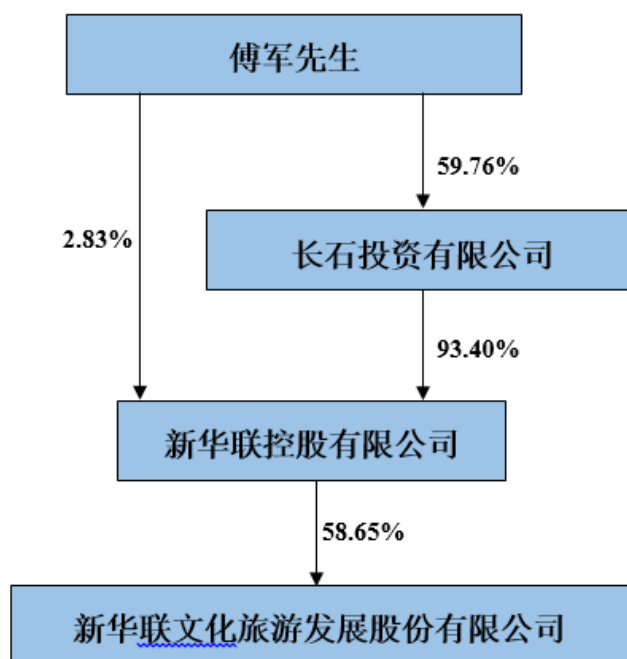 傅军先生
59.76%
2.83%
长石投资有限公司
93.40%
新华联控股有限公司
58.65%
新华联文化旅游发展股份有限公司